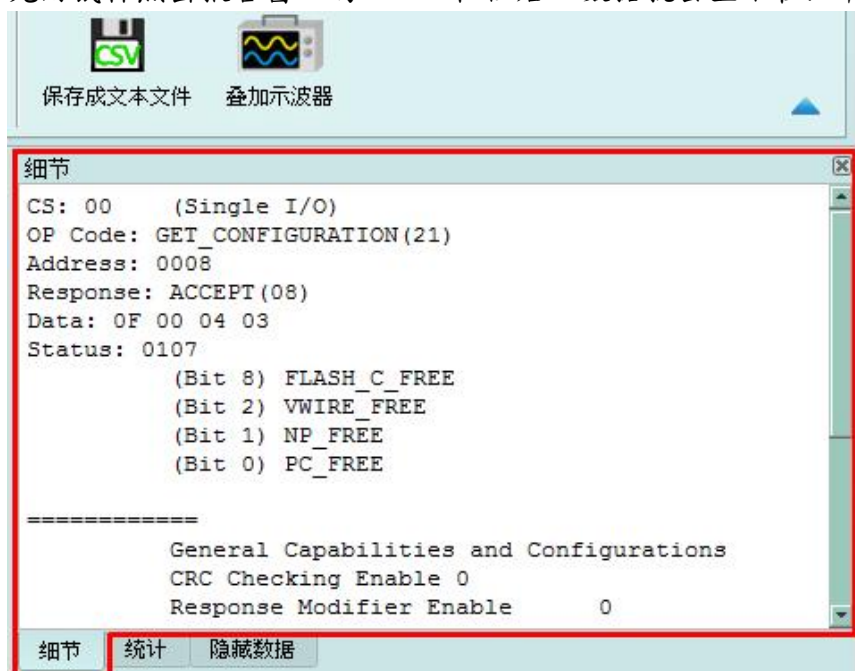 CSV
保存成文本文件 叠加示波器
细节
CS: 00 (Single I/O)
OP Code: GET_CONFIGURATION(21)
Address: 0008
Response: ACCEPT(08)
Data: 0F 00 04 03
Status: 0107
(Bit 8) FLASH_C_FREE
(Bit 2) VWIRE_FREE
(Bit 1) NP_FREE
(Bit 0) PC_FREE
============
General Capabilities and Configurations
CRC Checking Enable 0
Response Modifier Enable 0
细节 统计 隐藏数据